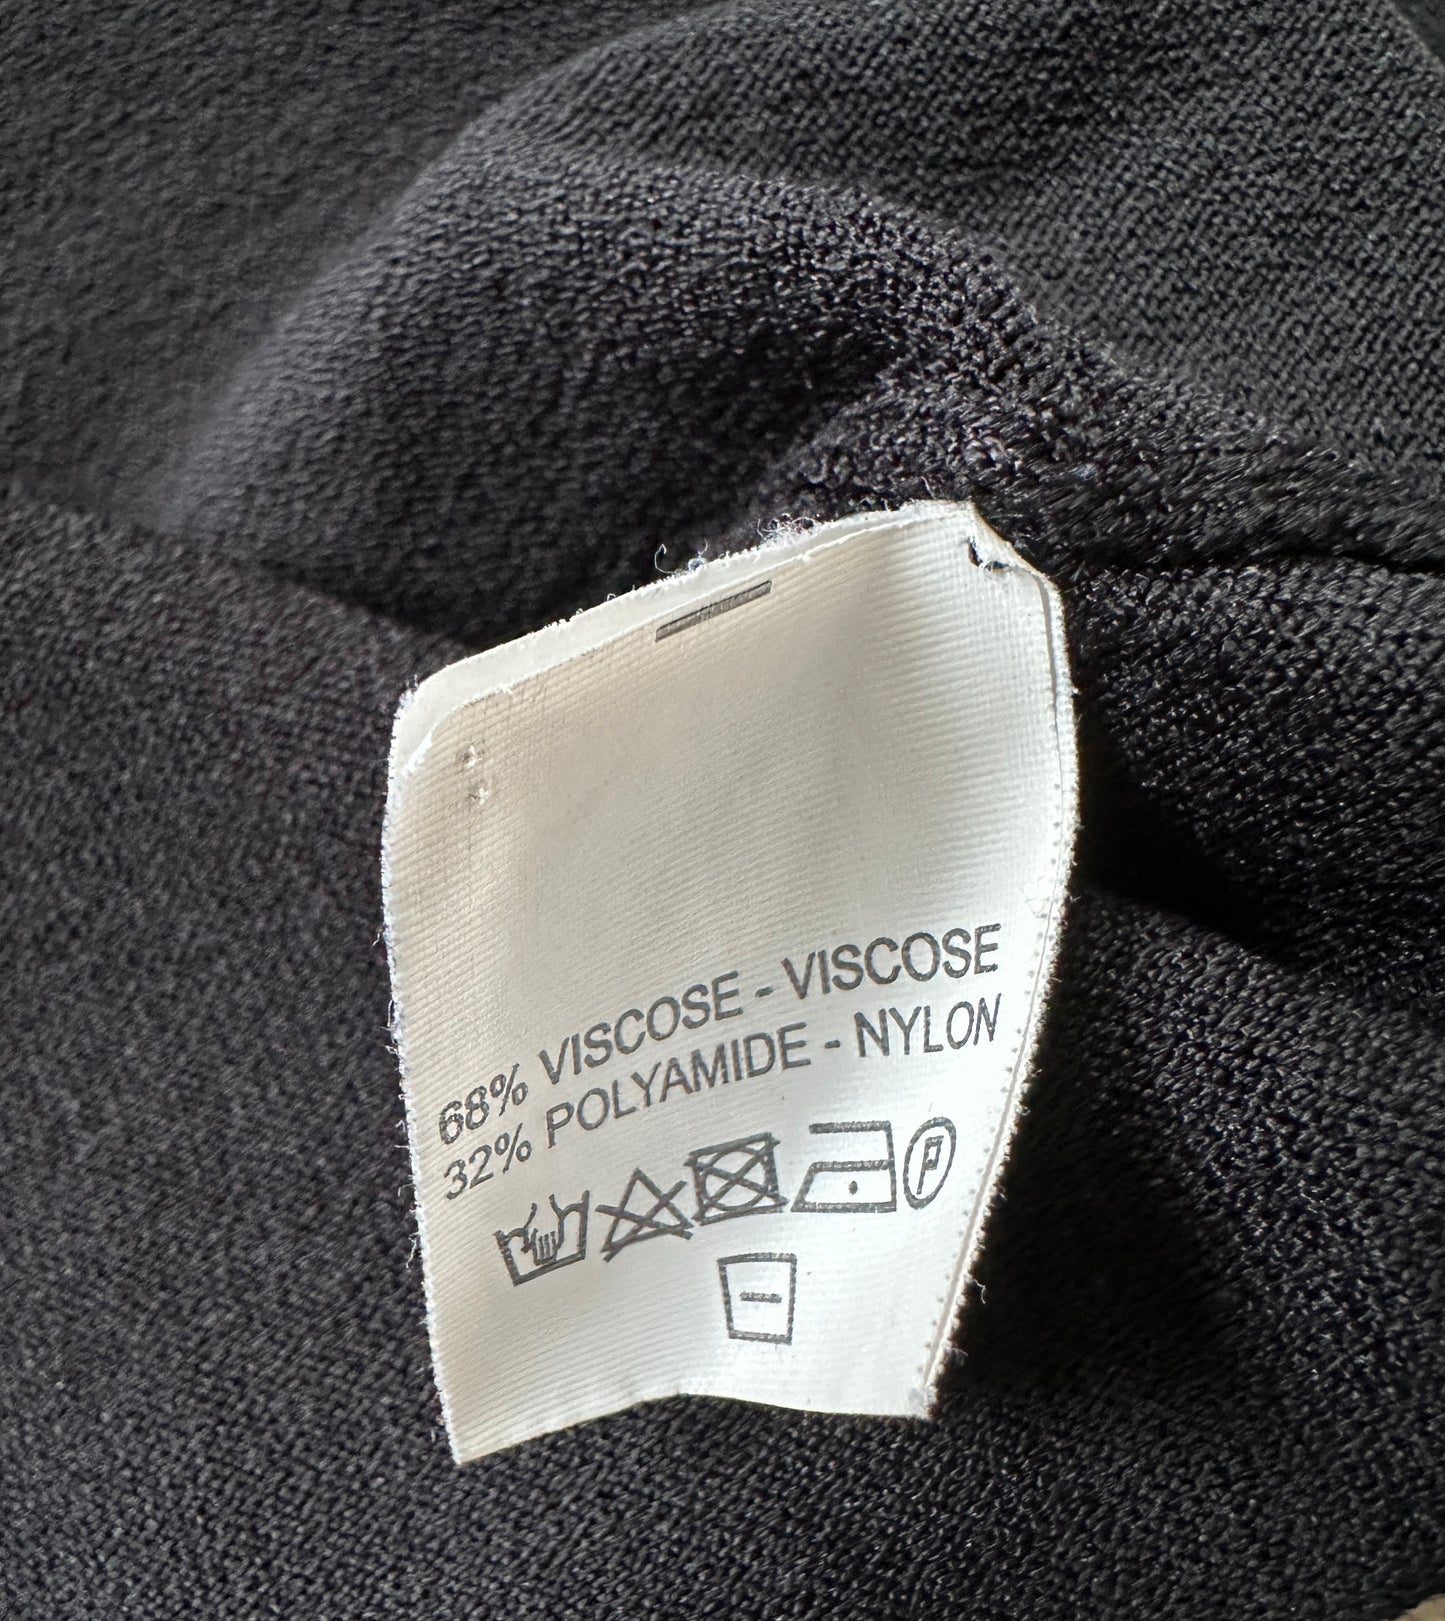 68% VISCOSE - VISCOSE
32% POLYAMIDE - NYLON
F